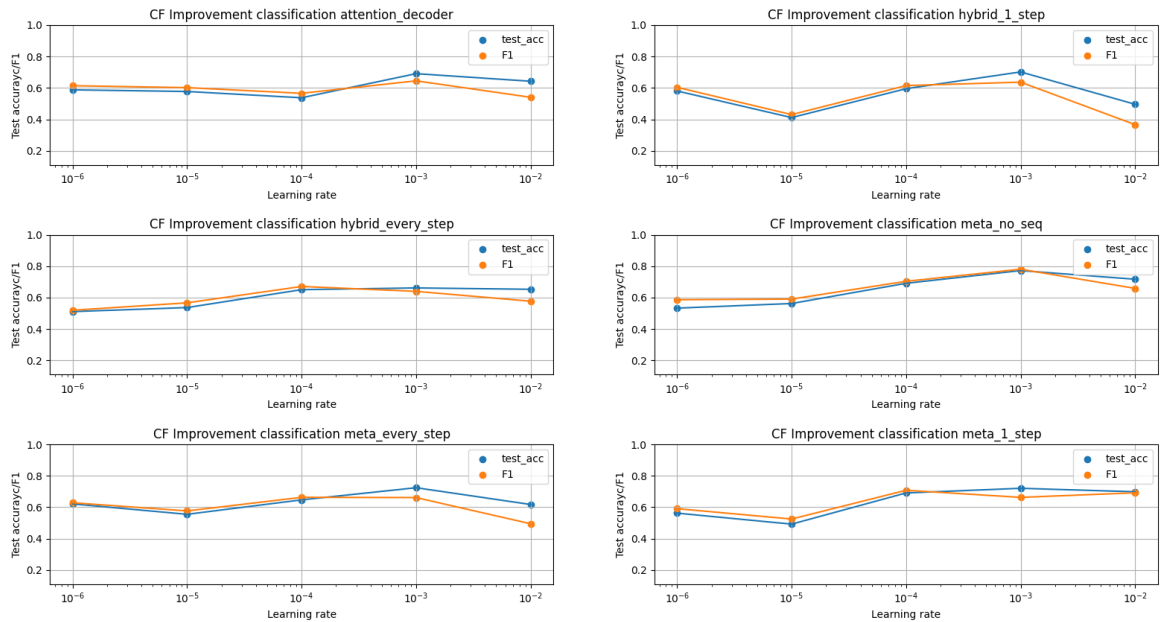 CF Improvement classification attention_decoder
Test accurayc/F1
1.0
0.8
0.6
0.4
0.2
test_acc
F1
10⁻⁶
10⁻⁵
10⁻⁴
10⁻³
10⁻²
Learning rate
CF Improvement classification hybrid_1_step
Test accurayc/F1
1.0
0.8
0.6
0.4
0.2
test_acc
F1
10⁻⁶
10⁻⁵
10⁻⁴
10⁻³
10⁻²
Learning rate
CF Improvement classification hybrid_every_step
Test accurayc/F1
1.0
0.8
0.6
0.4
0.2
test_acc
F1
10⁻⁶
10⁻⁵
10⁻⁴
10⁻³
10⁻²
Learning rate
CF Improvement classification meta_no_seq
Test accurayc/F1
1.0
0.8
0.6
0.4
0.2
test_acc
F1
10⁻⁶
10⁻⁵
10⁻⁴
10⁻³
10⁻²
Learning rate
CF Improvement classification meta_every_step
Test accurayc/F1
1.0
0.8
0.6
0.4
0.2
test_acc
F1
10⁻⁶
10⁻⁵
10⁻⁴
10⁻³
10⁻²
Learning rate
CF Improvement classification meta_1_step
Test accurayc/F1
1.0
0.8
0.6
0.4
0.2
test_acc
F1
10⁻⁶
10⁻⁵
10⁻⁴
10⁻³
10⁻²
Learning rate